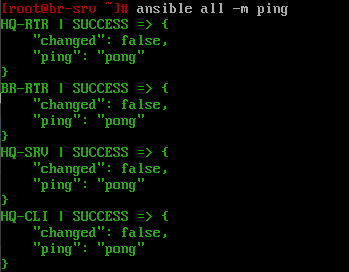 [root@br-srv ~]# ansible all -m ping
HQ-RTR | SUCCESS => {
    "changed": false,
    "ping": "pong"
}
BR-RTR | SUCCESS => {
    "changed": false,
    "ping": "pong"
}
HQ-SRV | SUCCESS => {
    "changed": false,
    "ping": "pong"
}
HQ-CLI | SUCCESS => {
    "changed": false,
    "ping": "pong"
}